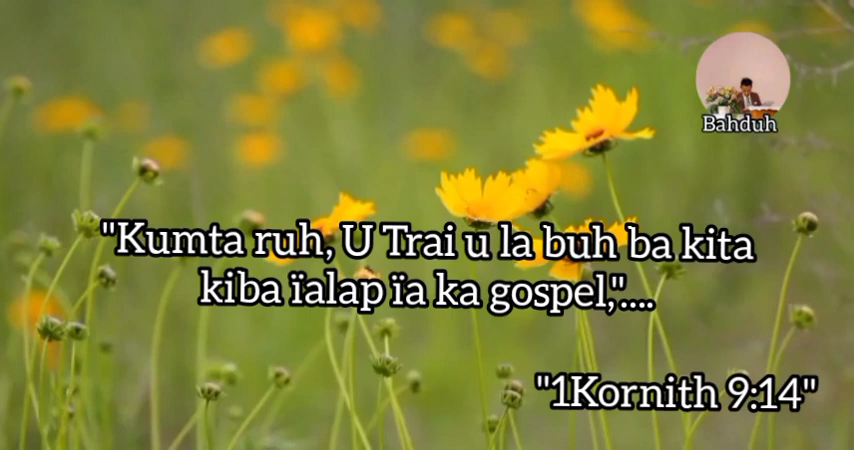 Bahduh
"Kumta ruh, U Trai u la buh ba kita
kiba ïalap ïa ka gospel,"....
"1Kornith 9:14"